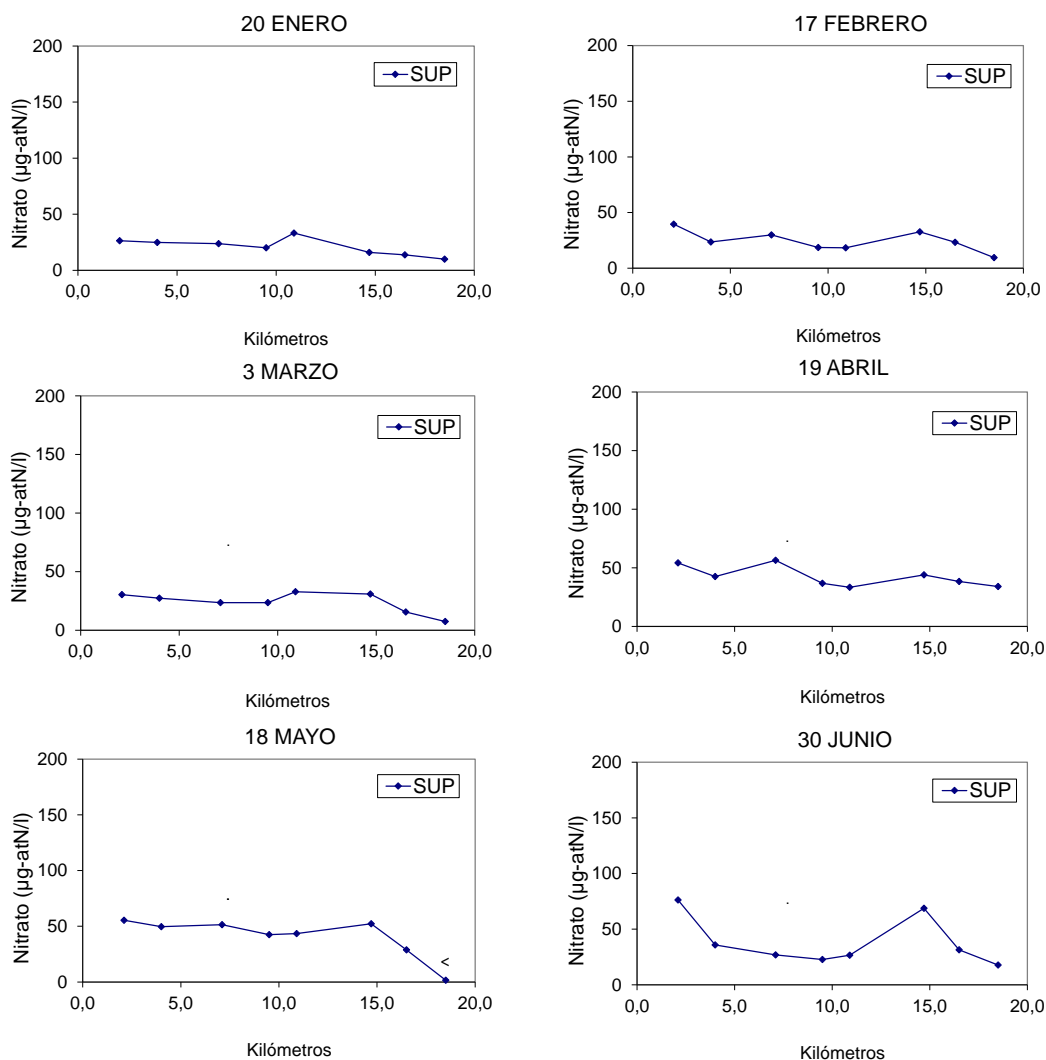 20 ENERO
200
150
100
50
0
0,0 5,0 10,0 15,0 20,0
Nitrato (µg-atN/l)
Kilómetros
SUP
17 FEBRERO
200
150
100
50
0
0,0 5,0 10,0 15,0 20,0
Nitrato (µg-atN/l)
Kilómetros
SUP
3 MARZO
200
150
100
50
0
0,0 5,0 10,0 15,0 20,0
Nitrato (µg-atN/l)
Kilómetros
SUP
19 ABRIL
200
150
100
50
0
0,0 5,0 10,0 15,0 20,0
Nitrato (µg-atN/l)
Kilómetros
SUP
18 MAYO
200
150
100
50
0
0,0 5,0 10,0 15,0 20,0
Nitrato (µg-atN/l)
Kilómetros
SUP
<
30 JUNIO
200
150
100
50
0
0,0 5,0 10,0 15,0 20,0
Nitrato (µg-atN/l)
Kilómetros
SUP